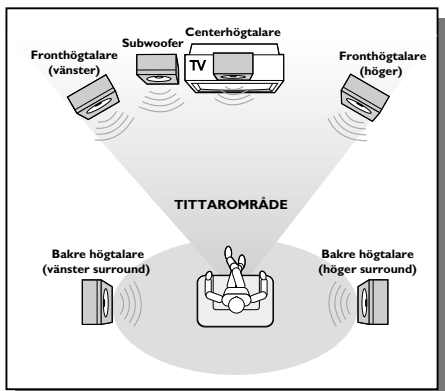 Centerhögtalare
Subwoofer
Fronthögtalare
(vänster)
TV
Fronthögtalare
(höger)
TITTAROMRÅDE
Bakre högtalare
(vänster surround)
Bakre högtalare
(höger surround)